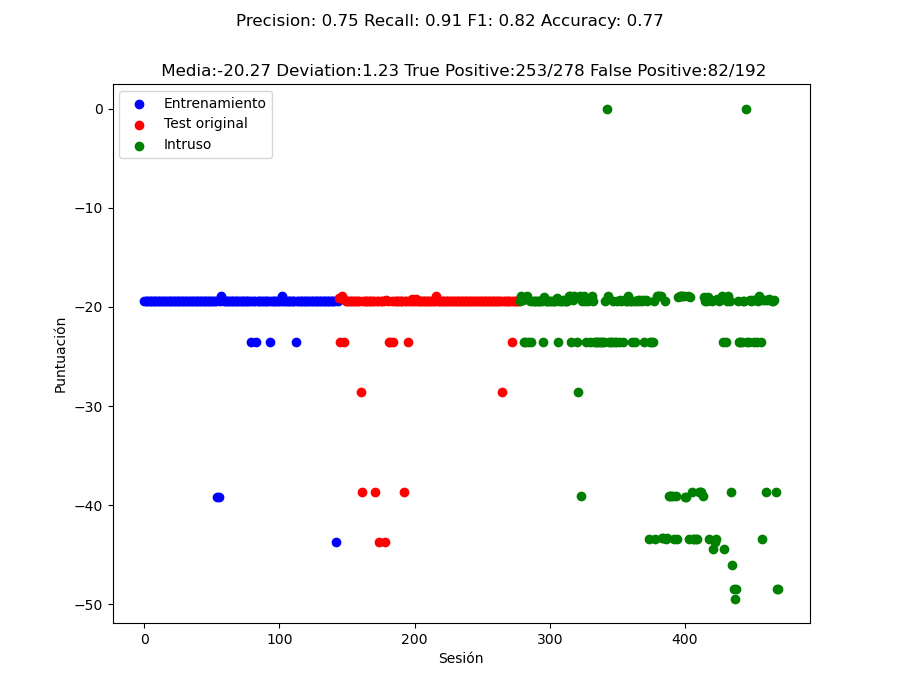 Precision: 0.75 Recall: 0.91 F1: 0.82 Accuracy: 0.77
Media:-20.27 Deviation:1.23 True Positive:253/278 False Positive:82/192
Entrenamiento
Test original
Intruso
0
−10
−20
−30
−40
−50
Puntuación
0 100 200 300 400
Sesión